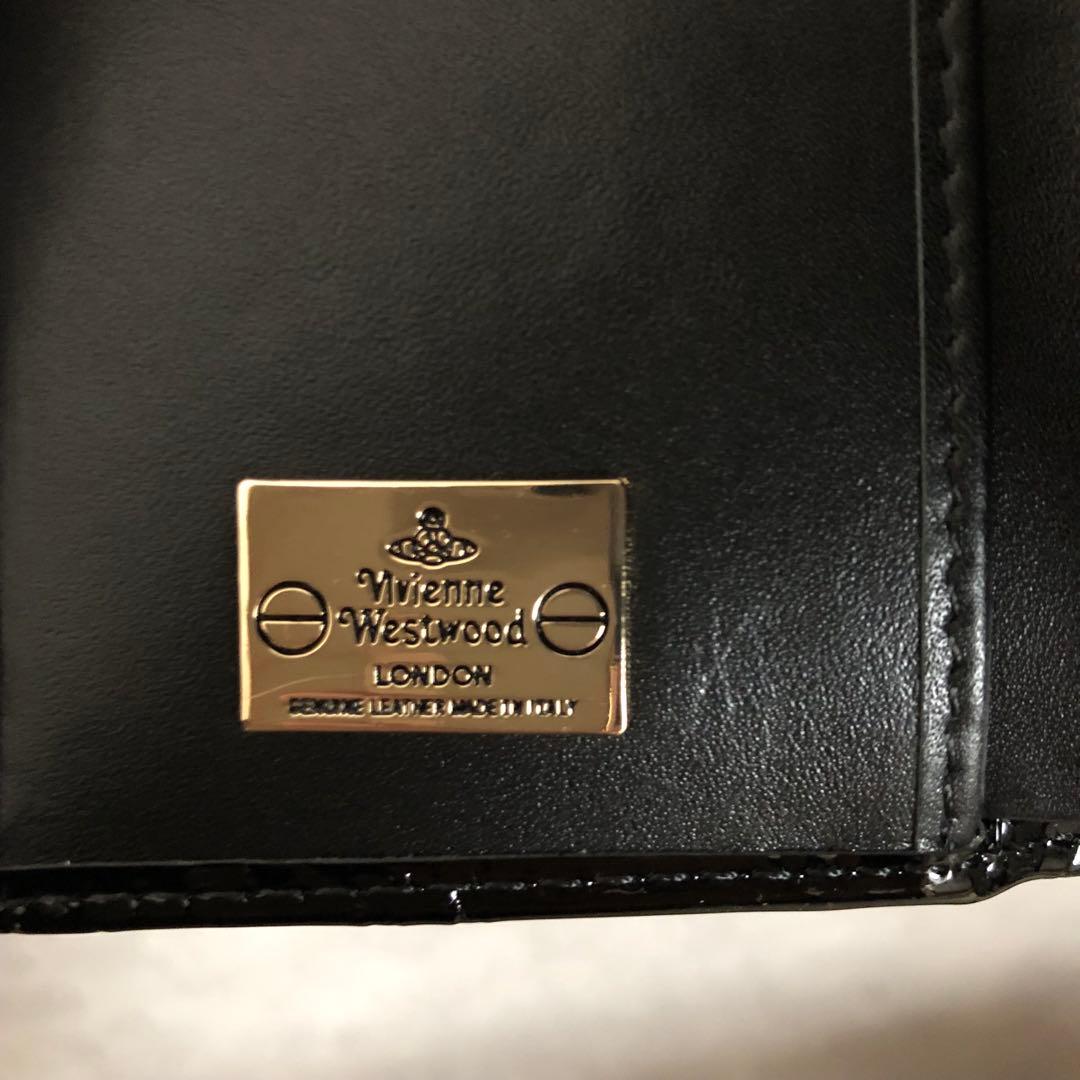 Vivienne
Westwood
LONDON
GENUINE LEATHER MADE IN ITALY